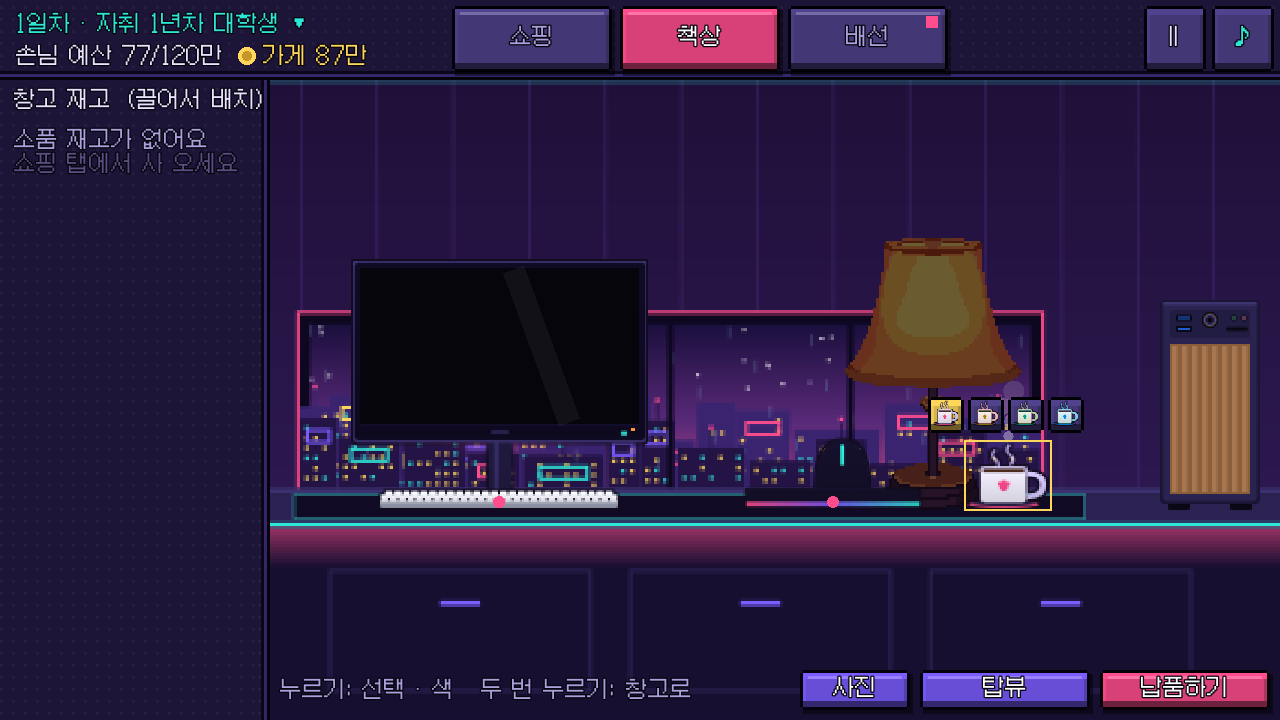 1일차 · 자취 1년차 대학생 ▼
손님 예산 77/120만 가게 87만
쇼핑
책상
배선
창고 재고 (끌어서 배치)
소품 재고가 없어요
쇼핑 탭에서 사 오세요
누르기: 선택 · 색 두 번 누르기: 창고로
사진
탑뷰
납품하기